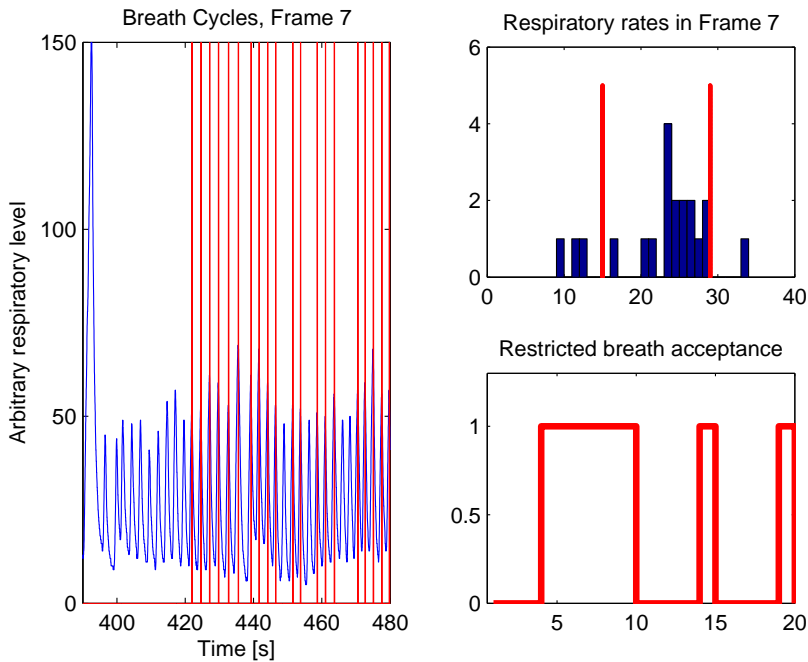 Breath Cycles, Frame 7
150
100
50
0
Arbitrary respiratory level
400 420 440 460 480
Time [s]
Respiratory rates in Frame 7
6
4
2
0
0 10 20 30 40
Restricted breath acceptance
1
0.5
0
5 10 15 20